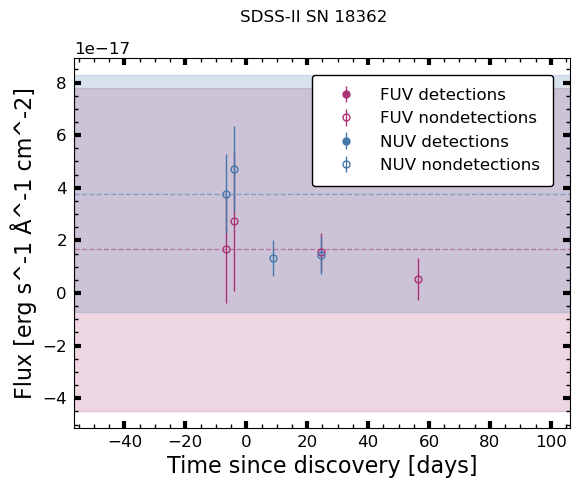 SDSS-II SN 18362
1e−17
FUV detections
FUV nondetections
NUV detections
NUV nondetections
8
6
4
2
0
−2
−4
Flux [erg s^-1 Å^-1 cm^-2]
−40 −20 0 20 40 60 80 100
Time since discovery [days]